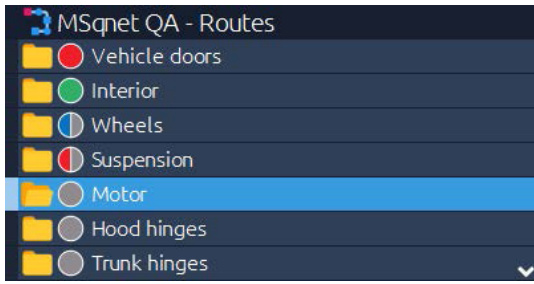 MSqnet QA - Routes
Vehicle doors
Interior
Wheels
Suspension
Motor
Hood hinges
Trunk hinges